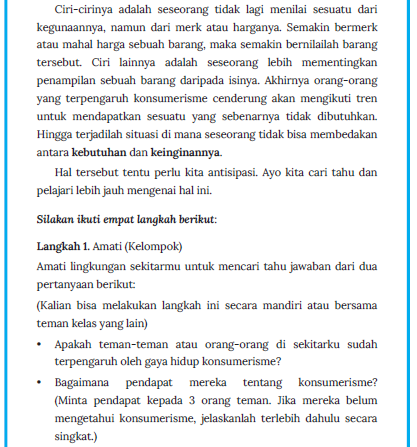 Ciri-cirinya adalah seseorang tidak lagi menilai sesuatu dari
kegunaannya, namun dari merk atau harganya. Semakin bermerk
atau mahal harga sebuah barang, maka semakin bernilailah barang
tersebut. Ciri lainnya adalah seseorang lebih mementingkan
penampilan sebuah barang daripada isinya. Akhirnya orang-orang
yang terpengaruh konsumerisme cenderung akan mengikuti tren
untuk mendapatkan sesuatu yang sebenarnya tidak dibutuhkan.
Hingga terjadilah situasi di mana seseorang tidak bisa membedakan
antara kebutuhan dan keinginannya.
Hal tersebut tentu perlu kita antisipasi. Ayo kita cari tahu dan
pelajari lebih jauh mengenai hal ini.
Silakan ikuti empat langkah berikut:
Langkah 1. Amati (Kelompok)
Amati lingkungan sekitarmu untuk mencari tahu jawaban dari dua
pertanyaan berikut:
(Kalian bisa melakukan langkah ini secara mandiri atau bersama
teman kelas yang lain)
• Apakah teman-teman atau orang-orang di sekitarku sudah
terpengaruh oleh gaya hidup konsumerisme?
• Bagaimana pendapat mereka tentang konsumerisme?
(Minta pendapat kepada 3 orang teman. Jika mereka belum
mengetahui konsumerisme, jelaskanlah terlebih dahulu secara
singkat.)